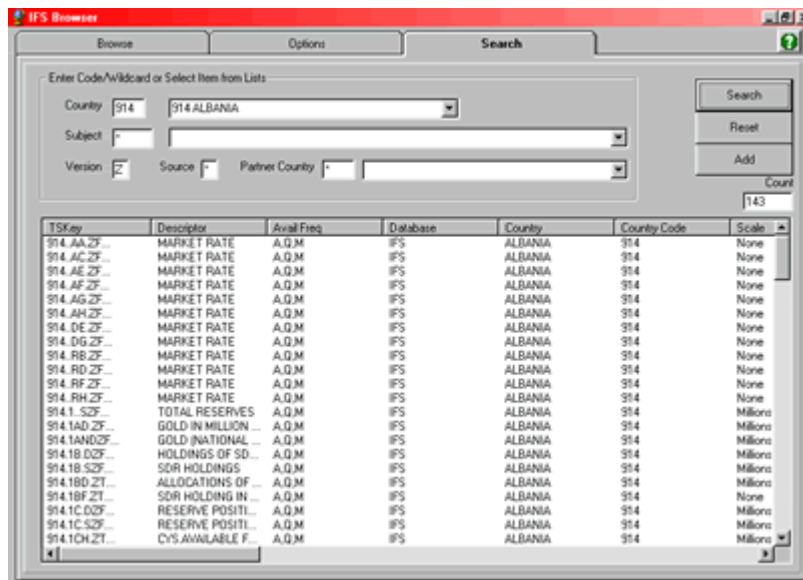 IFS Browser
Browse Options Search
Enter Code/Wildcard or Select Item from Lists
Country 914 914 ALBANIA Search
Subject * Reset
Version Z Source * Partner Country * Add
Count
143
TSKey Descriptor Avail Freq Database Country Country Code Scale
914..AA.ZF... MARKET RATE A,Q,M IFS ALBANIA 914 None
914..AC.ZF... MARKET RATE A,Q,M IFS ALBANIA 914 None
914..AE.ZF... MARKET RATE A,Q,M IFS ALBANIA 914 None
914..AF.ZF... MARKET RATE A,Q,M IFS ALBANIA 914 None
914..AG.ZF... MARKET RATE A,Q,M IFS ALBANIA 914 None
914..AH.ZF... MARKET RATE A,Q,M IFS ALBANIA 914 None
914..DE.ZF... MARKET RATE A,Q,M IFS ALBANIA 914 None
914..DG.ZF... MARKET RATE A,Q,M IFS ALBANIA 914 None
914..RB.ZF... MARKET RATE A,Q,M IFS ALBANIA 914 None
914..RD.ZF... MARKET RATE A,Q,M IFS ALBANIA 914 None
914..RF.ZF... MARKET RATE A,Q,M IFS ALBANIA 914 None
914..RH.ZF... MARKET RATE A,Q,M IFS ALBANIA 914 None
914.1..SZF... TOTAL RESERVES A,Q,M IFS ALBANIA 914 Millions
914.1AD.ZF... GOLD IN MILLION ... A,Q,M IFS ALBANIA 914 Millions
914.1ANDZF... GOLD (NATIONAL ... A,Q,M IFS ALBANIA 914 Millions
914.1B.DZF... HOLDINGS OF SD... A,Q,M IFS ALBANIA 914 Millions
914.1B.SZF... SDR HOLDINGS A,Q,M IFS ALBANIA 914 Millions
914.1BD.ZT... ALLOCATIONS OF ... A,Q,M IFS ALBANIA 914 Millions
914.1BF.ZT... SDR HOLDING IN ... A,Q,M IFS ALBANIA 914 None
914.1C.DZF... RESERVE POSITI... A,Q,M IFS ALBANIA 914 Millions
914.1C.SZF... RESERVE POSITI... A,Q,M IFS ALBANIA 914 Millions
914.1CH.ZT... CYS.AVAILABLE F... A,Q,M IFS ALBANIA 914 Millions